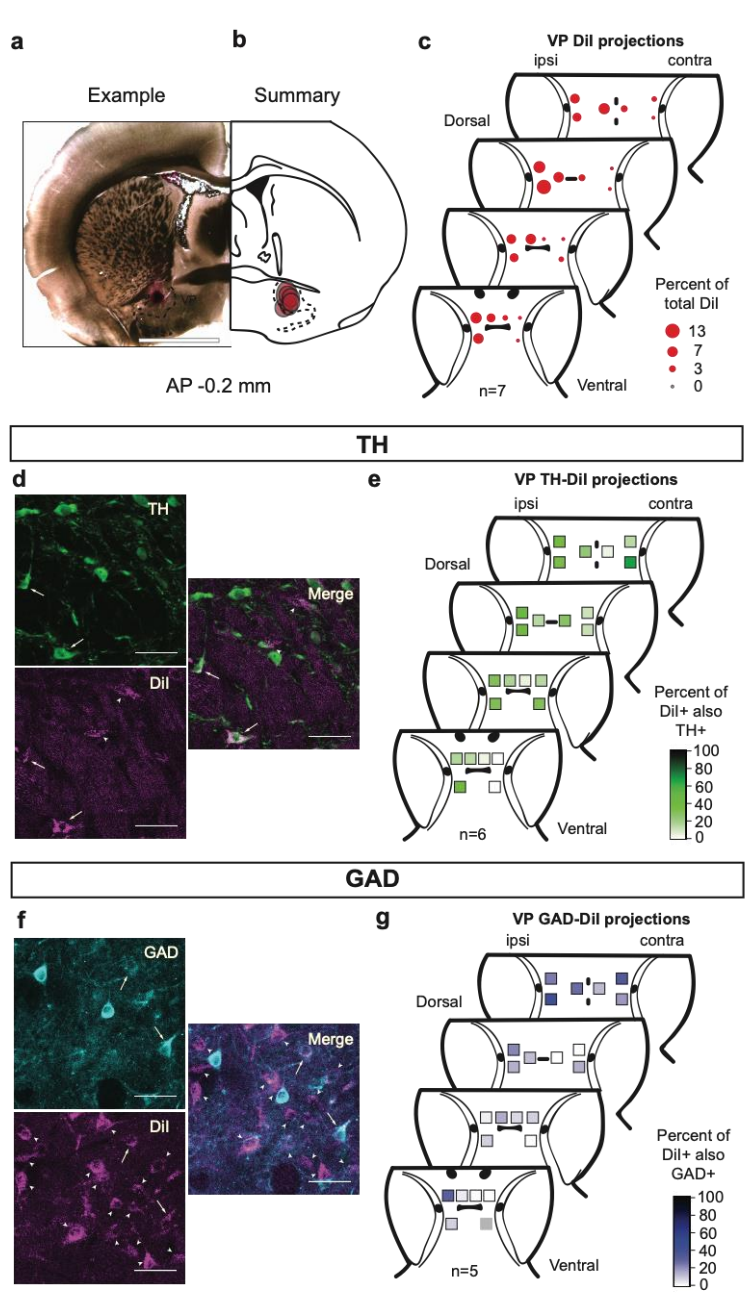 a
b
c
Example
Summary
AP -0.2 mm
VP DiI projections
ipsi
contra
Dorsal
Percent of
total DiI
13
7
3
0
n=7
Ventral
TH
d
TH
DiI
Merge
e
VP TH-DiI projections
ipsi
contra
Dorsal
Percent of
DiI+ also
TH+
100
80
60
40
20
0
n=6
Ventral
GAD
f
GAD
DiI
Merge
g
VP GAD-DiI projections
ipsi
contra
Dorsal
Percent of
DiI+ also
GAD+
100
80
60
40
20
0
n=5
Ventral